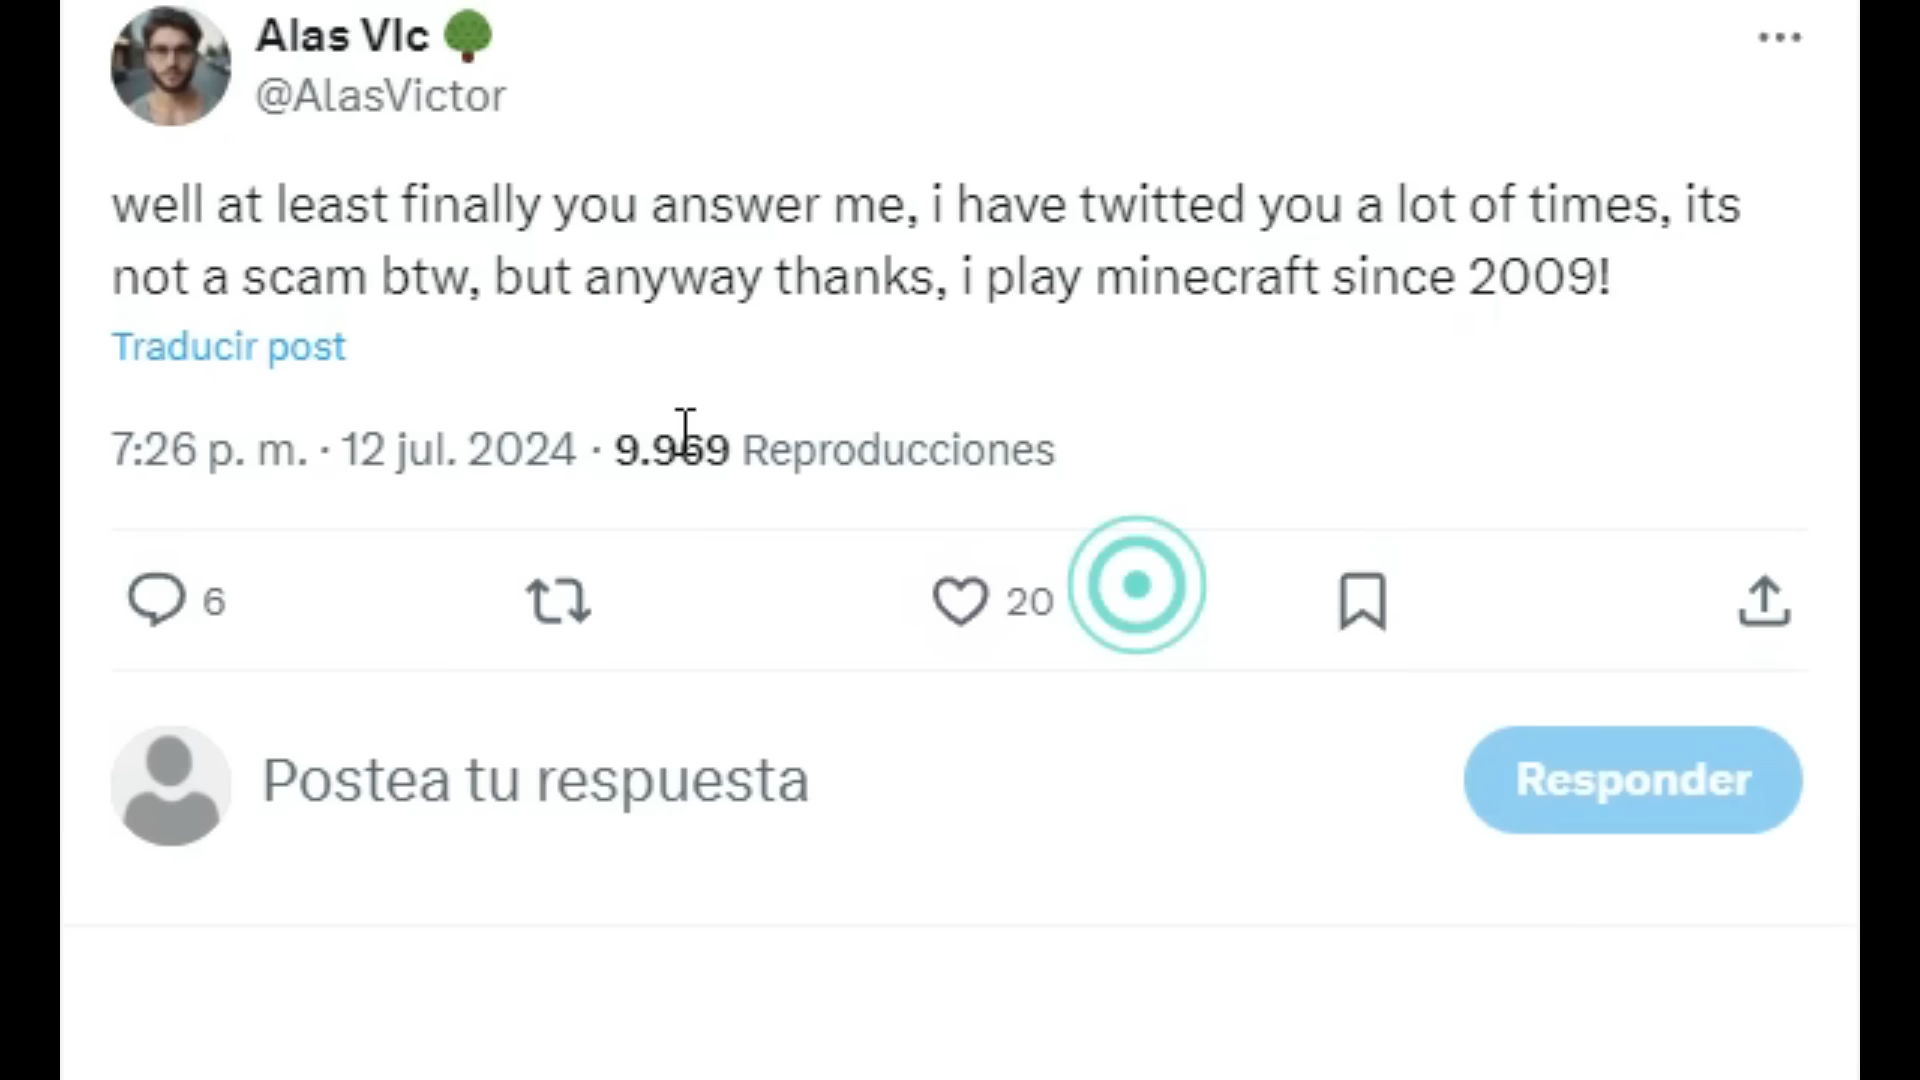 Alas VIc
@AlasVictor
well at least finally you answer me, i have twitted you a lot of times, its
not a scam btw, but anyway thanks, i play minecraft since 2009!
Traducir post
7:26 p. m. · 12 jul. 2024 · 9.969 Reproducciones
6 20
Postea tu respuesta
Responder